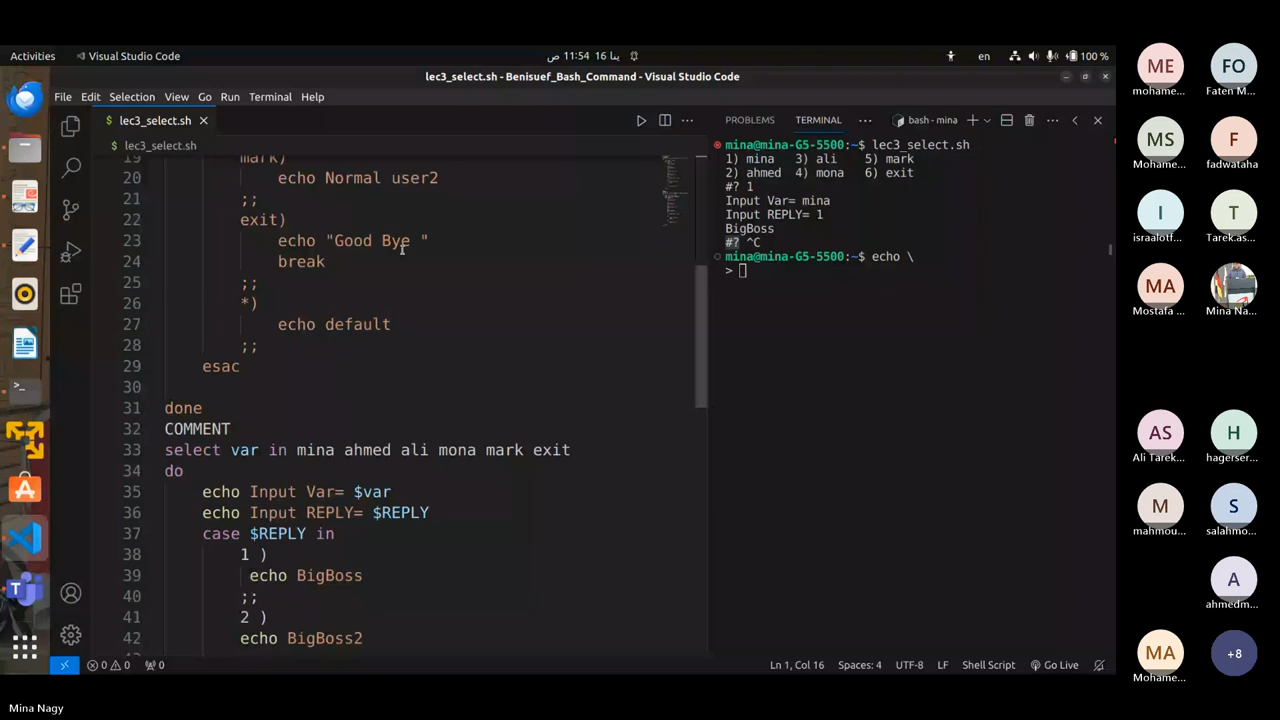 Activities
Visual Studio Code
11:54 ص
16 ينا
en
100 %
lec3_select.sh - Benisuef_Bash_Command - Visual Studio Code
File Edit Selection View Go Run Terminal Help
lec3_select.sh
PROBLEMS
TERMINAL
bash - mina
lec3_select.sh
19 mark)
20 echo Normal user2
21 ;;
22 exit)
23 echo "Good Bye "
24 break
25 ;;
26 *)
27 echo default
28 ;;
29 esac
30
31 done
32 COMMENT
33 select var in mina ahmed ali mona mark exit
34 do
35 echo Input Var= $var
36 echo Input REPLY= $REPLY
37 case $REPLY in
38 1 )
39 echo BigBoss
40 ;;
41 2 )
42 echo BigBoss2
mina@mina-G5-5500:~$ lec3_select.sh
1) mina 3) ali 5) mark
2) ahmed 4) mona 6) exit
#? 1
Input Var= mina
Input REPLY= 1
BigBoss
#? ^C
mina@mina-G5-5500:~$ echo \
>
0 0 0
Ln 1, Col 16
Spaces: 4
UTF-8
LF
Shell Script
Go Live
ME
mohame...
FO
Faten M...
MS
Mohame...
F
fadwataha
I
israalotf...
T
Tarek.as...
MA
Mostafa ...
Mina Na...
AS
Ali Tarek...
H
hagerser...
M
mahmou...
S
salahmo...
A
ahmedm...
MA
Mohame...
+8
Mina Nagy